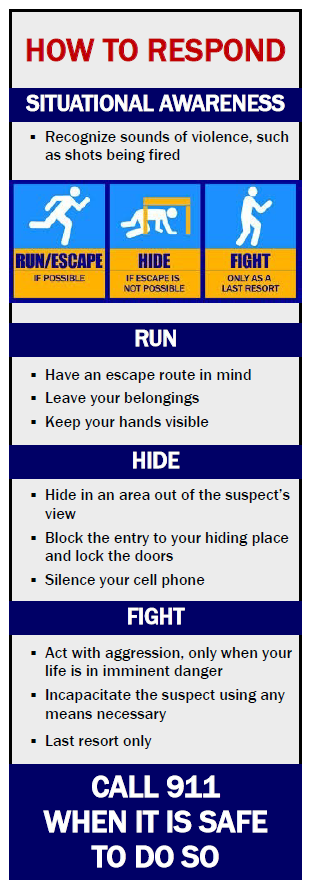 HOW TO RESPOND
SITUATIONAL AWARENESS
▪ Recognize sounds of violence, such
as shots being fired
RUN/ESCAPE
IF POSSIBLE
HIDE
IF ESCAPE IS
NOT POSSIBLE
FIGHT
ONLY AS A
LAST RESORT
RUN
▪ Have an escape route in mind
▪ Leave your belongings
▪ Keep your hands visible
HIDE
▪ Hide in an area out of the suspect's
view
▪ Block the entry to your hiding place
and lock the doors
▪ Silence your cell phone
FIGHT
▪ Act with aggression, only when your
life is in imminent danger
▪ Incapacitate the suspect using any
means necessary
▪ Last resort only
CALL 911
WHEN IT IS SAFE
TO DO SO